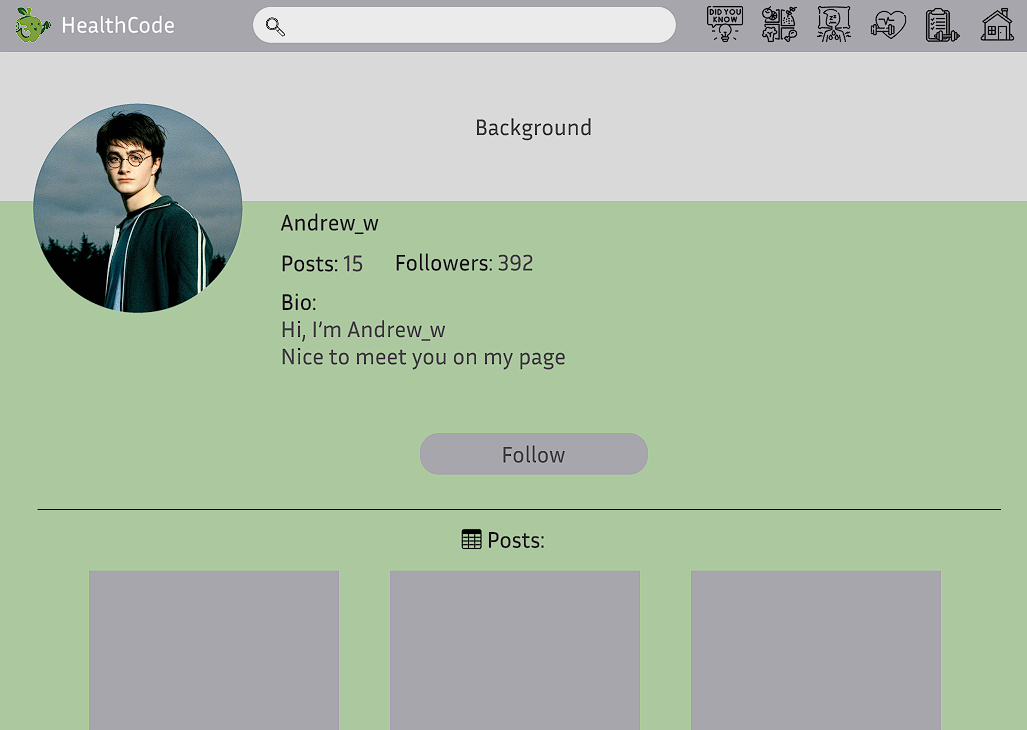 HealthCode
DID YOU
KNOW
Background
Andrew_w
Posts: 15 Followers: 392
Bio:
Hi, I’m Andrew_w
Nice to meet you on my page
Follow
Posts: